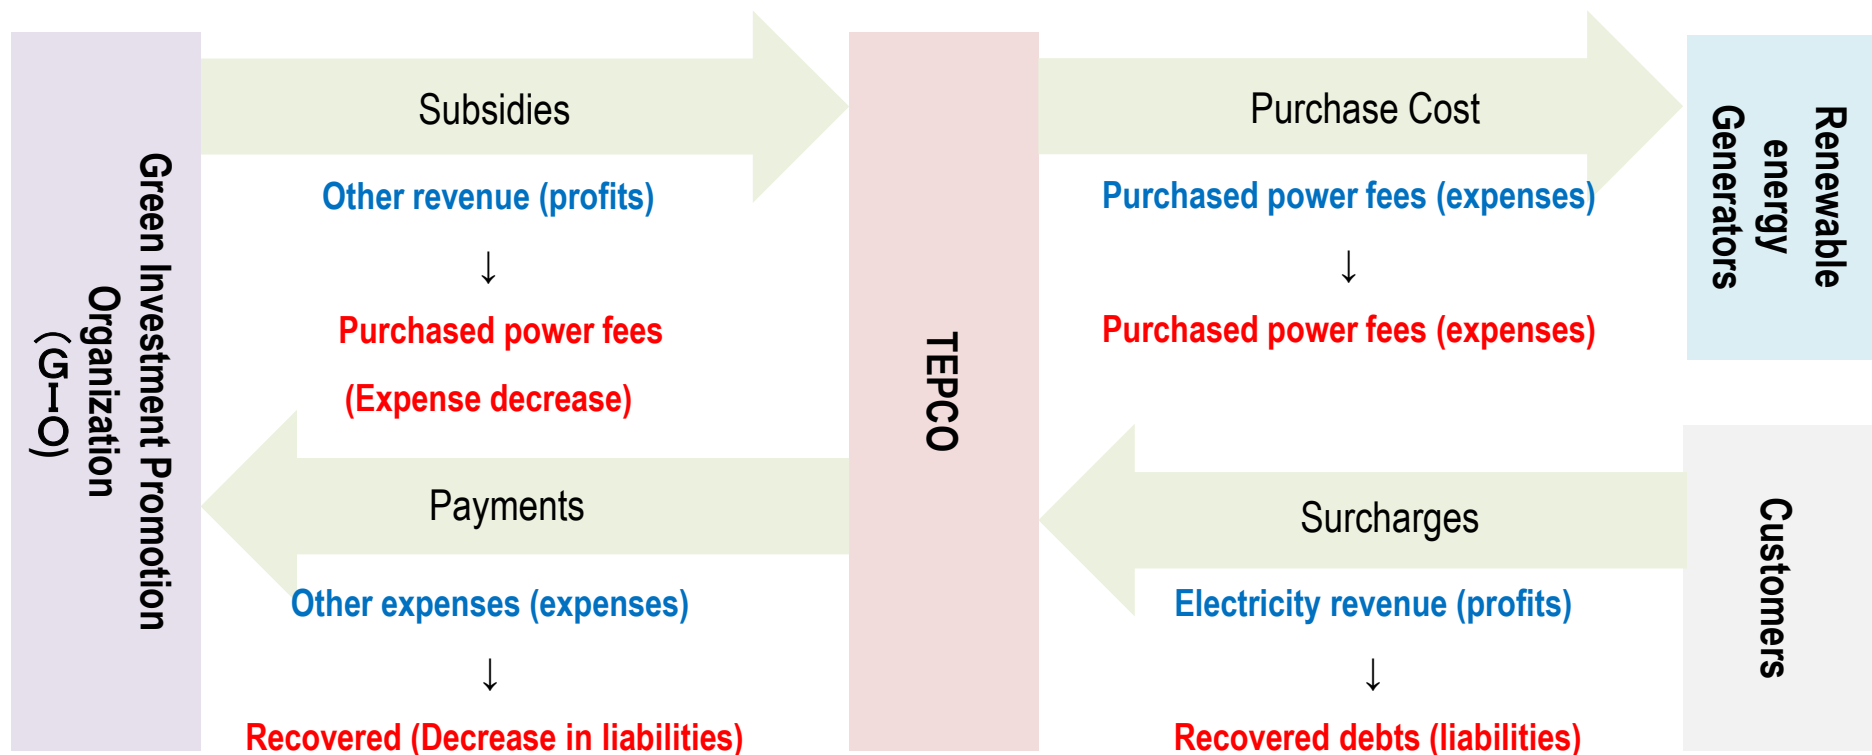 Green Investment Promotion
Organization
(GIO)
Subsidies
Other revenue (profits)
↓
Purchased power fees
(Expense decrease)
Payments
Other expenses (expenses)
↓
Recovered (Decrease in liabilities)
TEPCO
Purchase Cost
Purchased power fees (expenses)
↓
Purchased power fees (expenses)
Surcharges
Electricity revenue (profits)
↓
Recovered debts (liabilities)
Renewable
energy
Generators
Customers